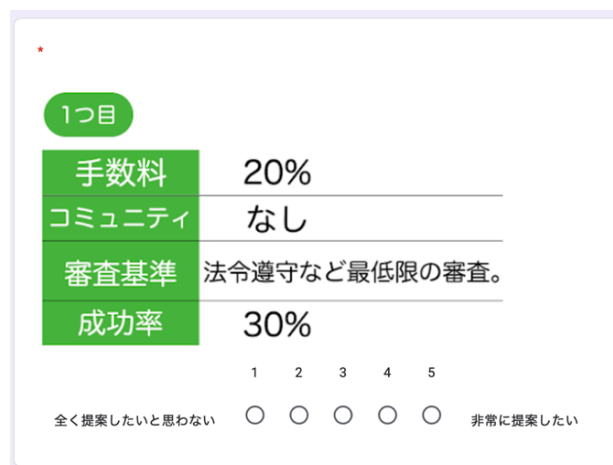 *
1つ目
手数料 20%
コミュニティ なし
審査基準 法令遵守など最低限の審査。
成功率 30%
1 2 3 4 5
全く提案したいと思わない 非常に提案したい